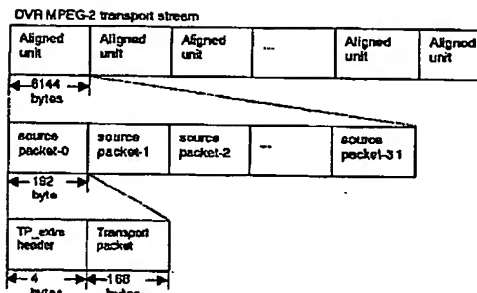 DVR MPEG-2 transport stream
Aligned unit
Aligned unit
Aligned unit
---
Aligned unit
Aligned unit
6144 bytes
source packet-0
source packet-1
source packet-2
---
source packet-31
192 byte
TP_extra header
Transport packet
4 bytes
188 bytes